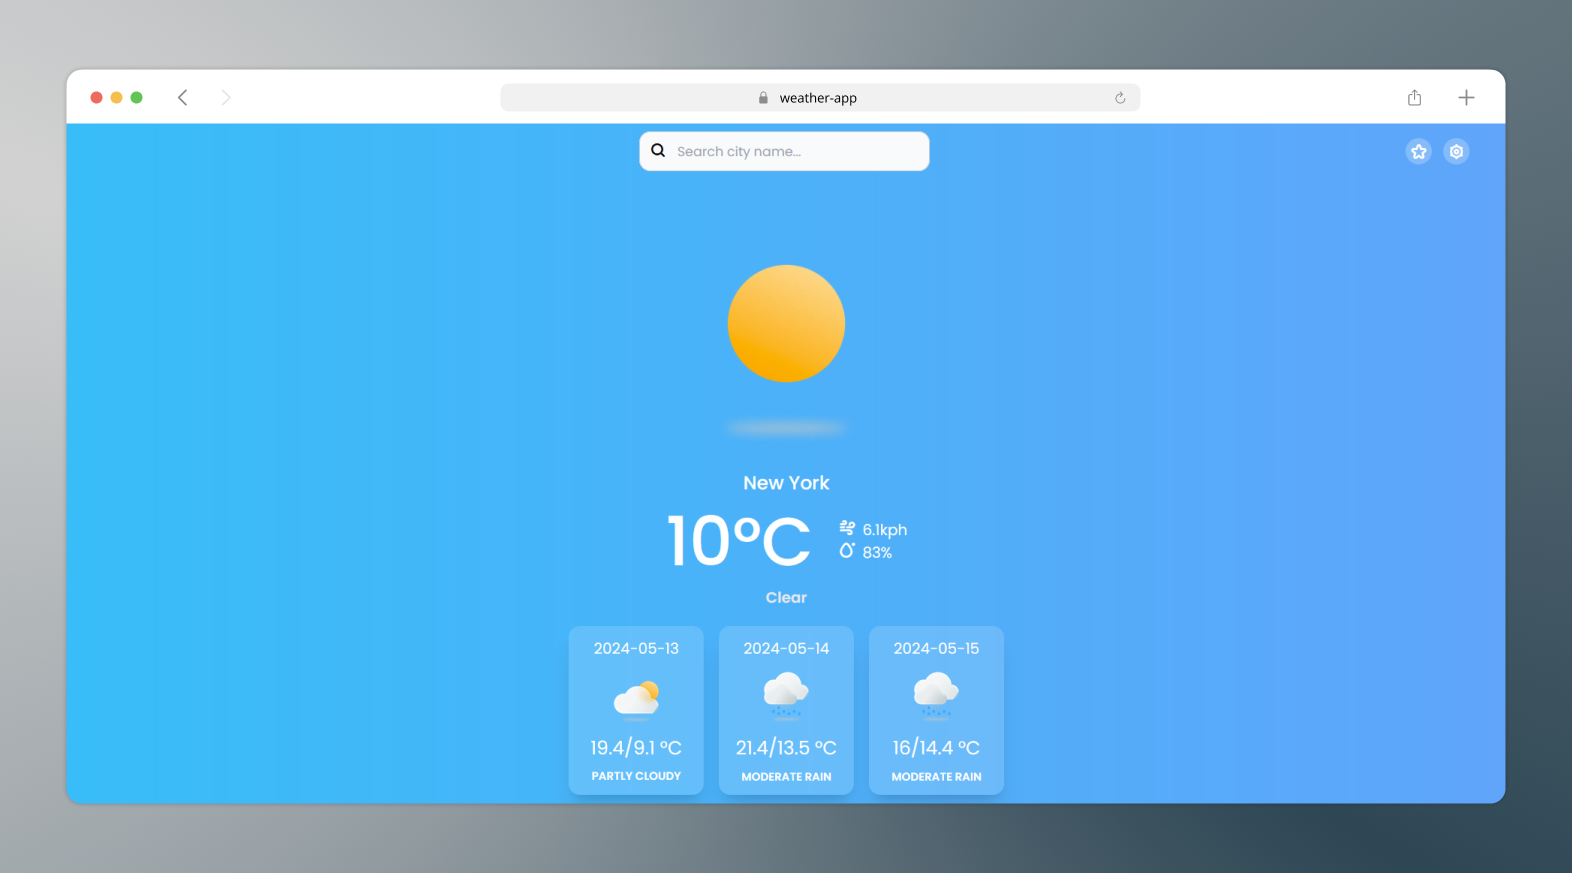 weather-app
Search city name...
New York
10°C
6.1kph
83%
Clear
2024-05-13
19.4/9.1 °C
PARTLY CLOUDY
2024-05-14
21.4/13.5 °C
MODERATE RAIN
2024-05-15
16/14.4 °C
MODERATE RAIN